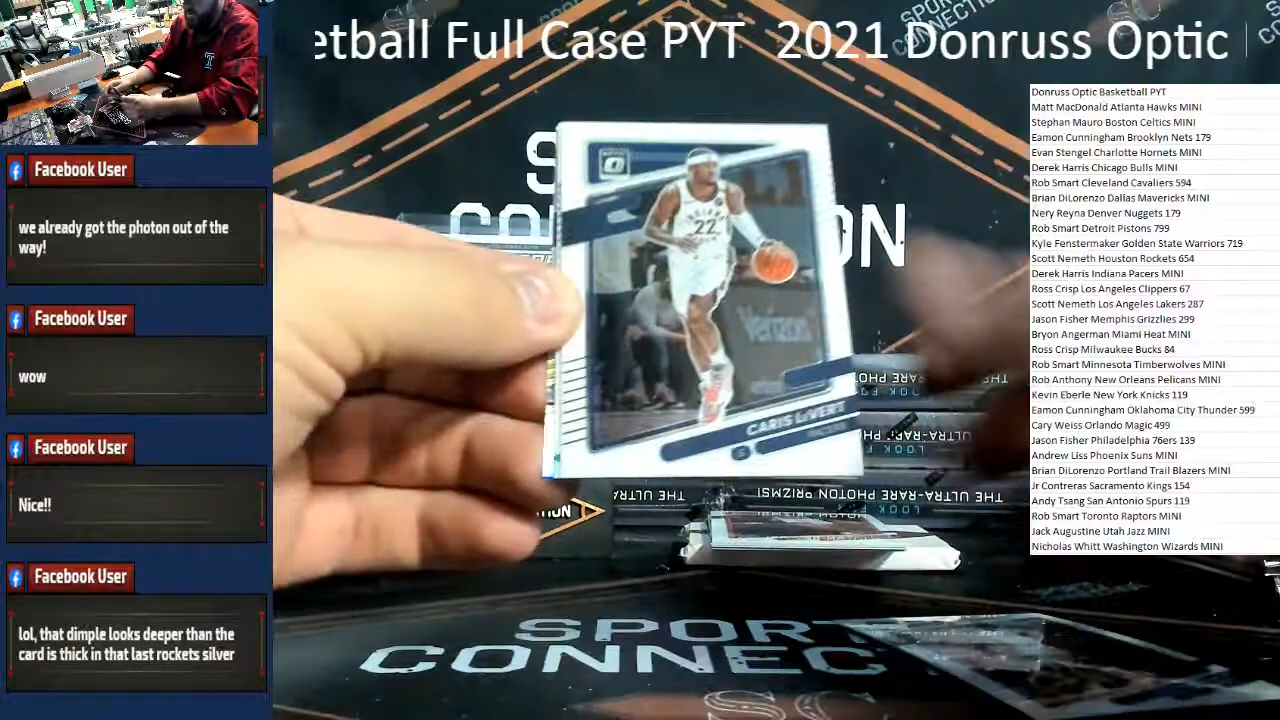 etball Full Case PYT 2021 Donruss Optic
SPORTS
CONNECTION
Donruss Optic Basketball PYT
Matt MacDonald Atlanta Hawks MINI
Stephan Mauro Boston Celtics MINI
Eamon Cunningham Brooklyn Nets 179
Evan Stengel Charlotte Hornets MINI
Derek Harris Chicago Bulls MINI
Rob Smart Cleveland Cavaliers 594
Brian DiLorenzo Dallas Mavericks MINI
Nery Reyna Denver Nuggets 179
Rob Smart Detroit Pistons 799
Kyle Fenstermaker Golden State Warriors 719
Scott Nemeth Houston Rockets 654
Derek Harris Indiana Pacers MINI
Ross Crisp Los Angeles Clippers 67
Scott Nemeth Los Angeles Lakers 287
Jason Fisher Memphis Grizzlies 299
Bryon Angerman Miami Heat MINI
Ross Crisp Milwaukee Bucks 84
Rob Smart Minnesota Timberwolves MINI
Rob Anthony New Orleans Pelicans MINI
Kevin Eberle New York Knicks 119
Eamon Cunningham Oklahoma City Thunder 599
Cary Weiss Orlando Magic 499
Jason Fisher Philadelphia 76ers 139
Andrew Liss Phoenix Suns MINI
Brian DiLorenzo Portland Trail Blazers MINI
Jr Contreras Sacramento Kings 154
Andy Tsang San Antonio Spurs 119
Rob Smart Toronto Raptors MINI
Jack Augustine Utah Jazz MINI
Nicholas Whitt Washington Wizards MINI
Facebook User
we already got the photon out of the
way!
Facebook User
wow
Facebook User
Nice!!
Facebook User
lol, that dimple looks deeper than the
card is thick in that last rockets silver
22
Verizon
CARIS LEVERT
PACERS
THE ULTRA-RARE PHOTON PRIZMS!
LOOK FOR
SPORT
CONNEC
SC